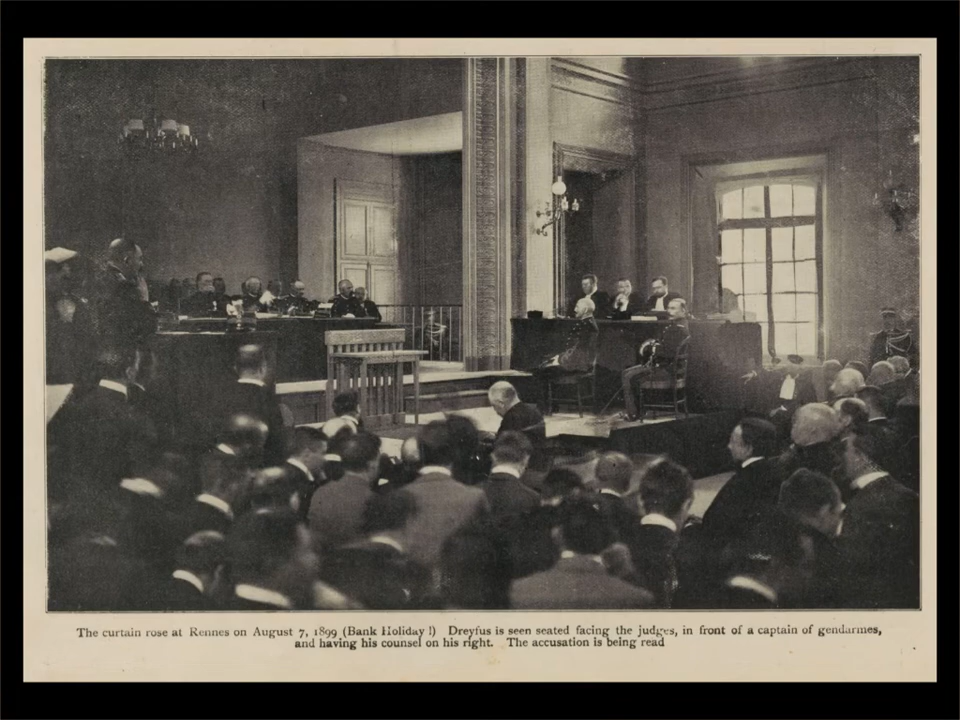 The curtain rose at Rennes on August 7, 1899 (Bank Holiday !) Dreyfus is seen seated facing the judges, in front of a captain of gendarmes,
and having his counsel on his right. The accusation is being read